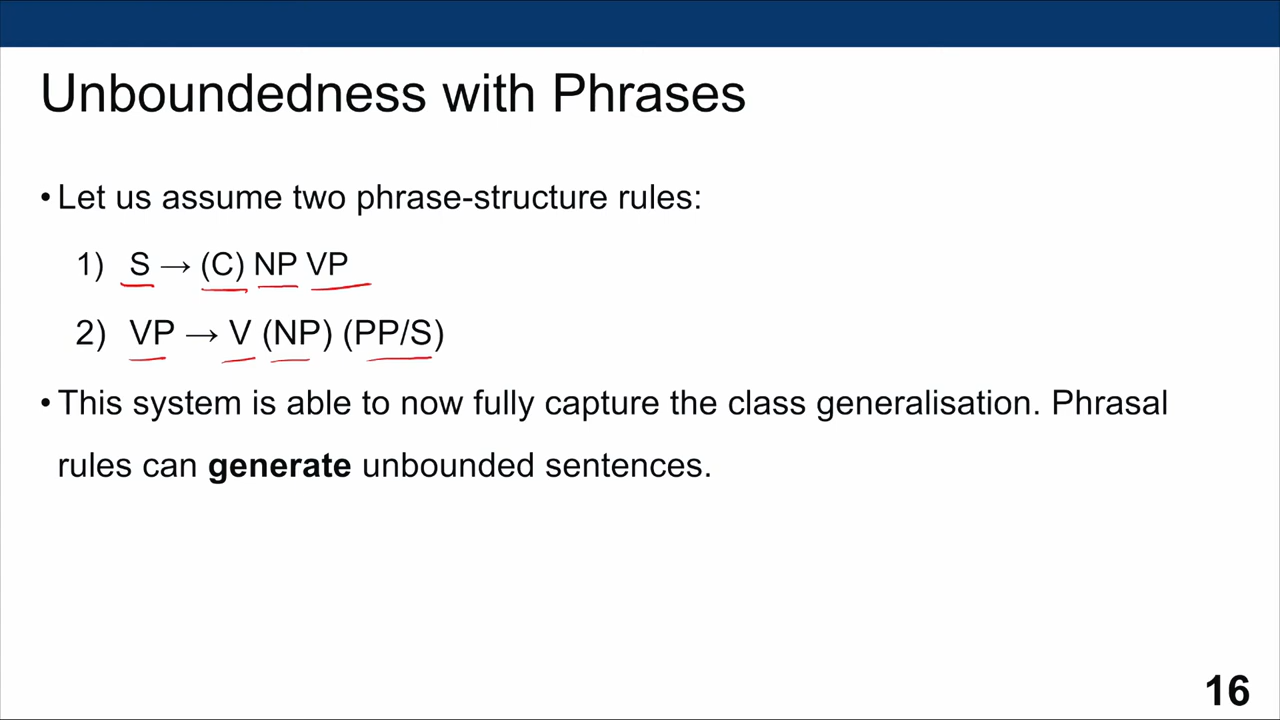 Unboundedness with Phrases
• Let us assume two phrase-structure rules:
1) S → (C) NP VP
2) VP → V (NP) (PP/S)
• This system is able to now fully capture the class generalisation. Phrasal
rules can generate unbounded sentences.
16